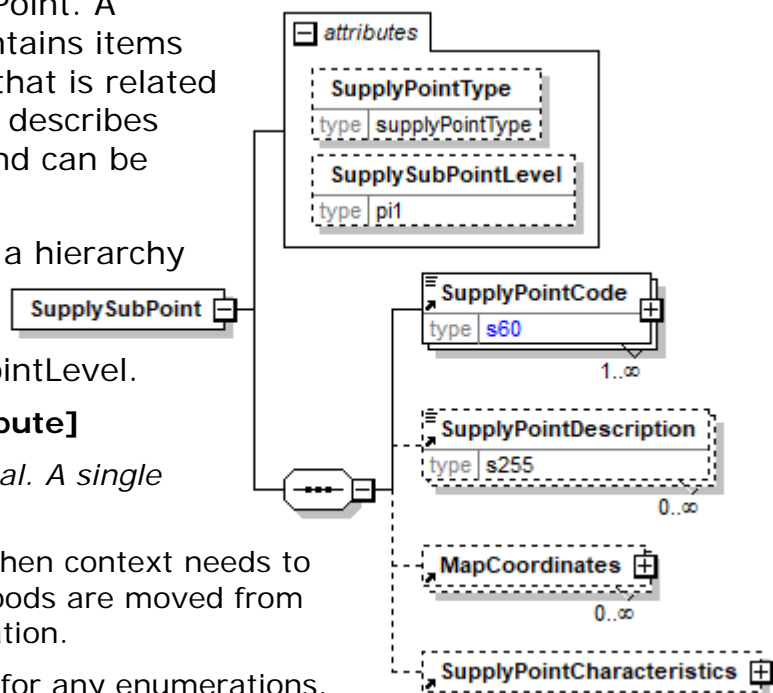 Point. A
ntains items
that is related
describes
nd can be
a hierarchy
ointLevel.
bute]
al. A single
hen context needs to
oods are moved from
ation.
for any enumerations.
attributes
SupplyPointType
type supplyPointType
SupplySubPointLevel
type pi1
SupplySubPoint
SupplyPointCode
type s60
1..∞
SupplyPointDescription
type s255
0..∞
MapCoordinates
0..∞
SupplyPointCharacteristics